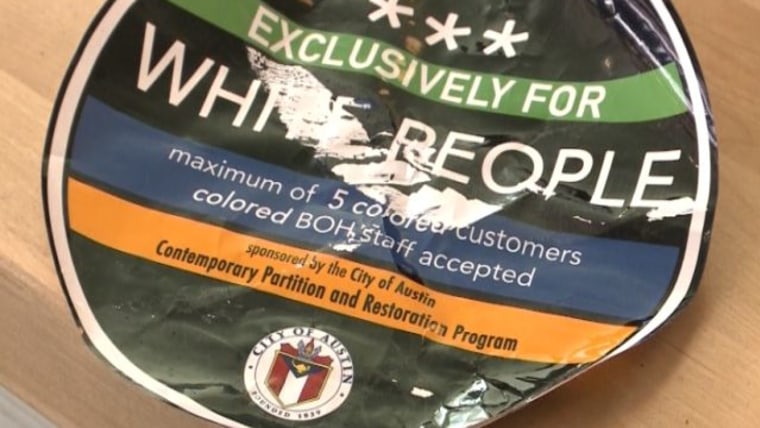 ***
EXCLUSIVELY FOR
WHITE PEOPLE
maximum of 5 colored customers
colored BOH staff accepted
sponsored by the City of Austin
Contemporary Partition and Restoration Program
CITY OF AUSTIN
FOUNDED 1839